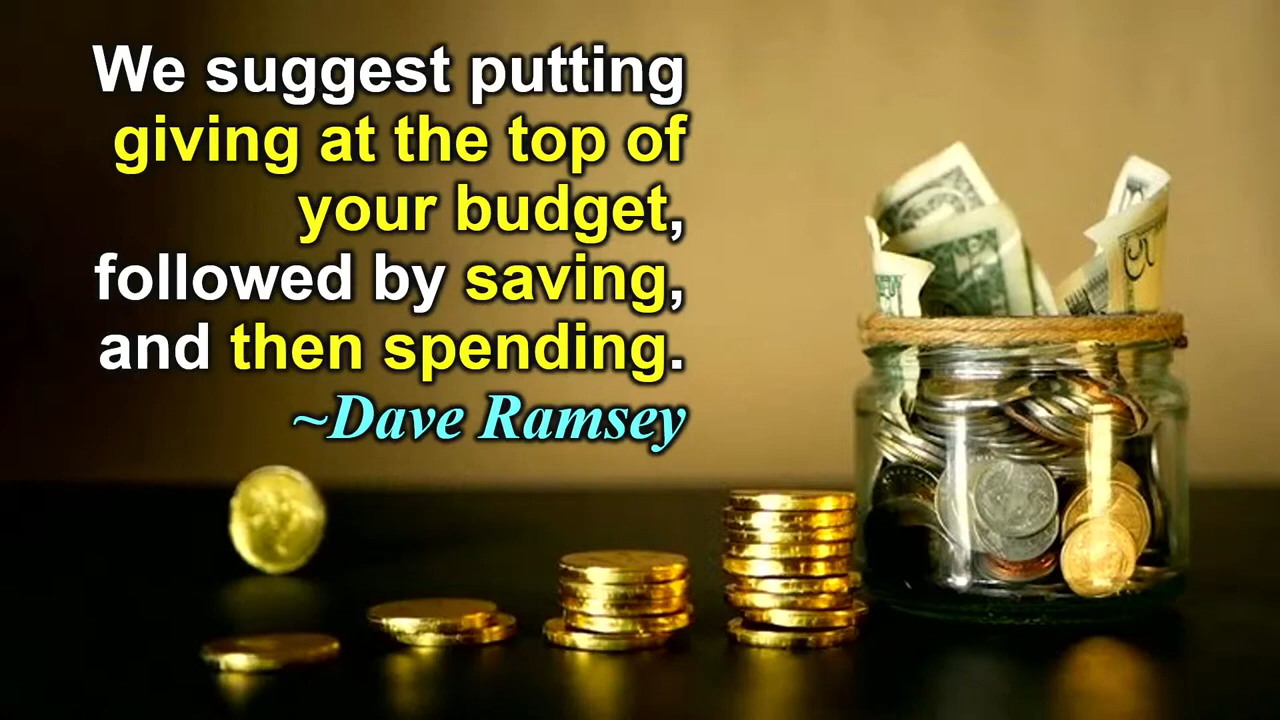 We suggest putting
giving at the top of
your budget,
followed by saving,
and then spending.
~Dave Ramsey